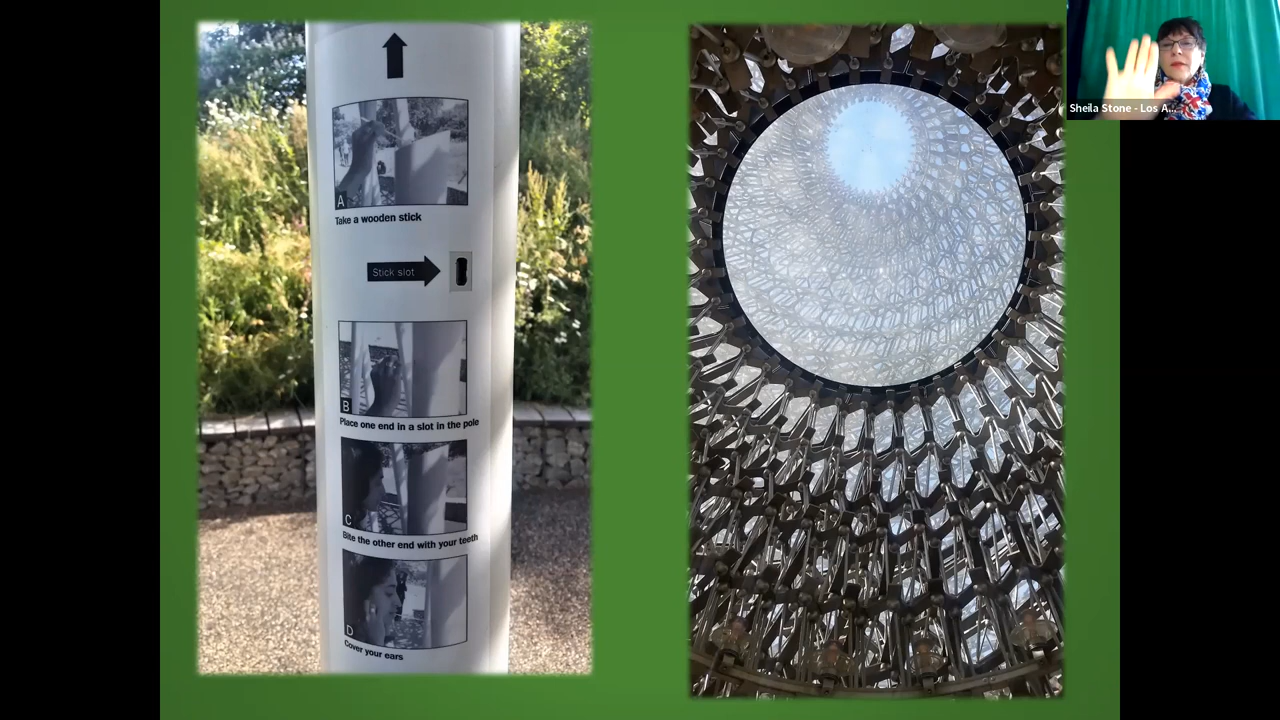 A
Take a wooden stick
Stick slot
B
Place one end in a slot in the pole
C
Bite the other end with your teeth
D
Cover your ears
Sheila Stone - Los A...